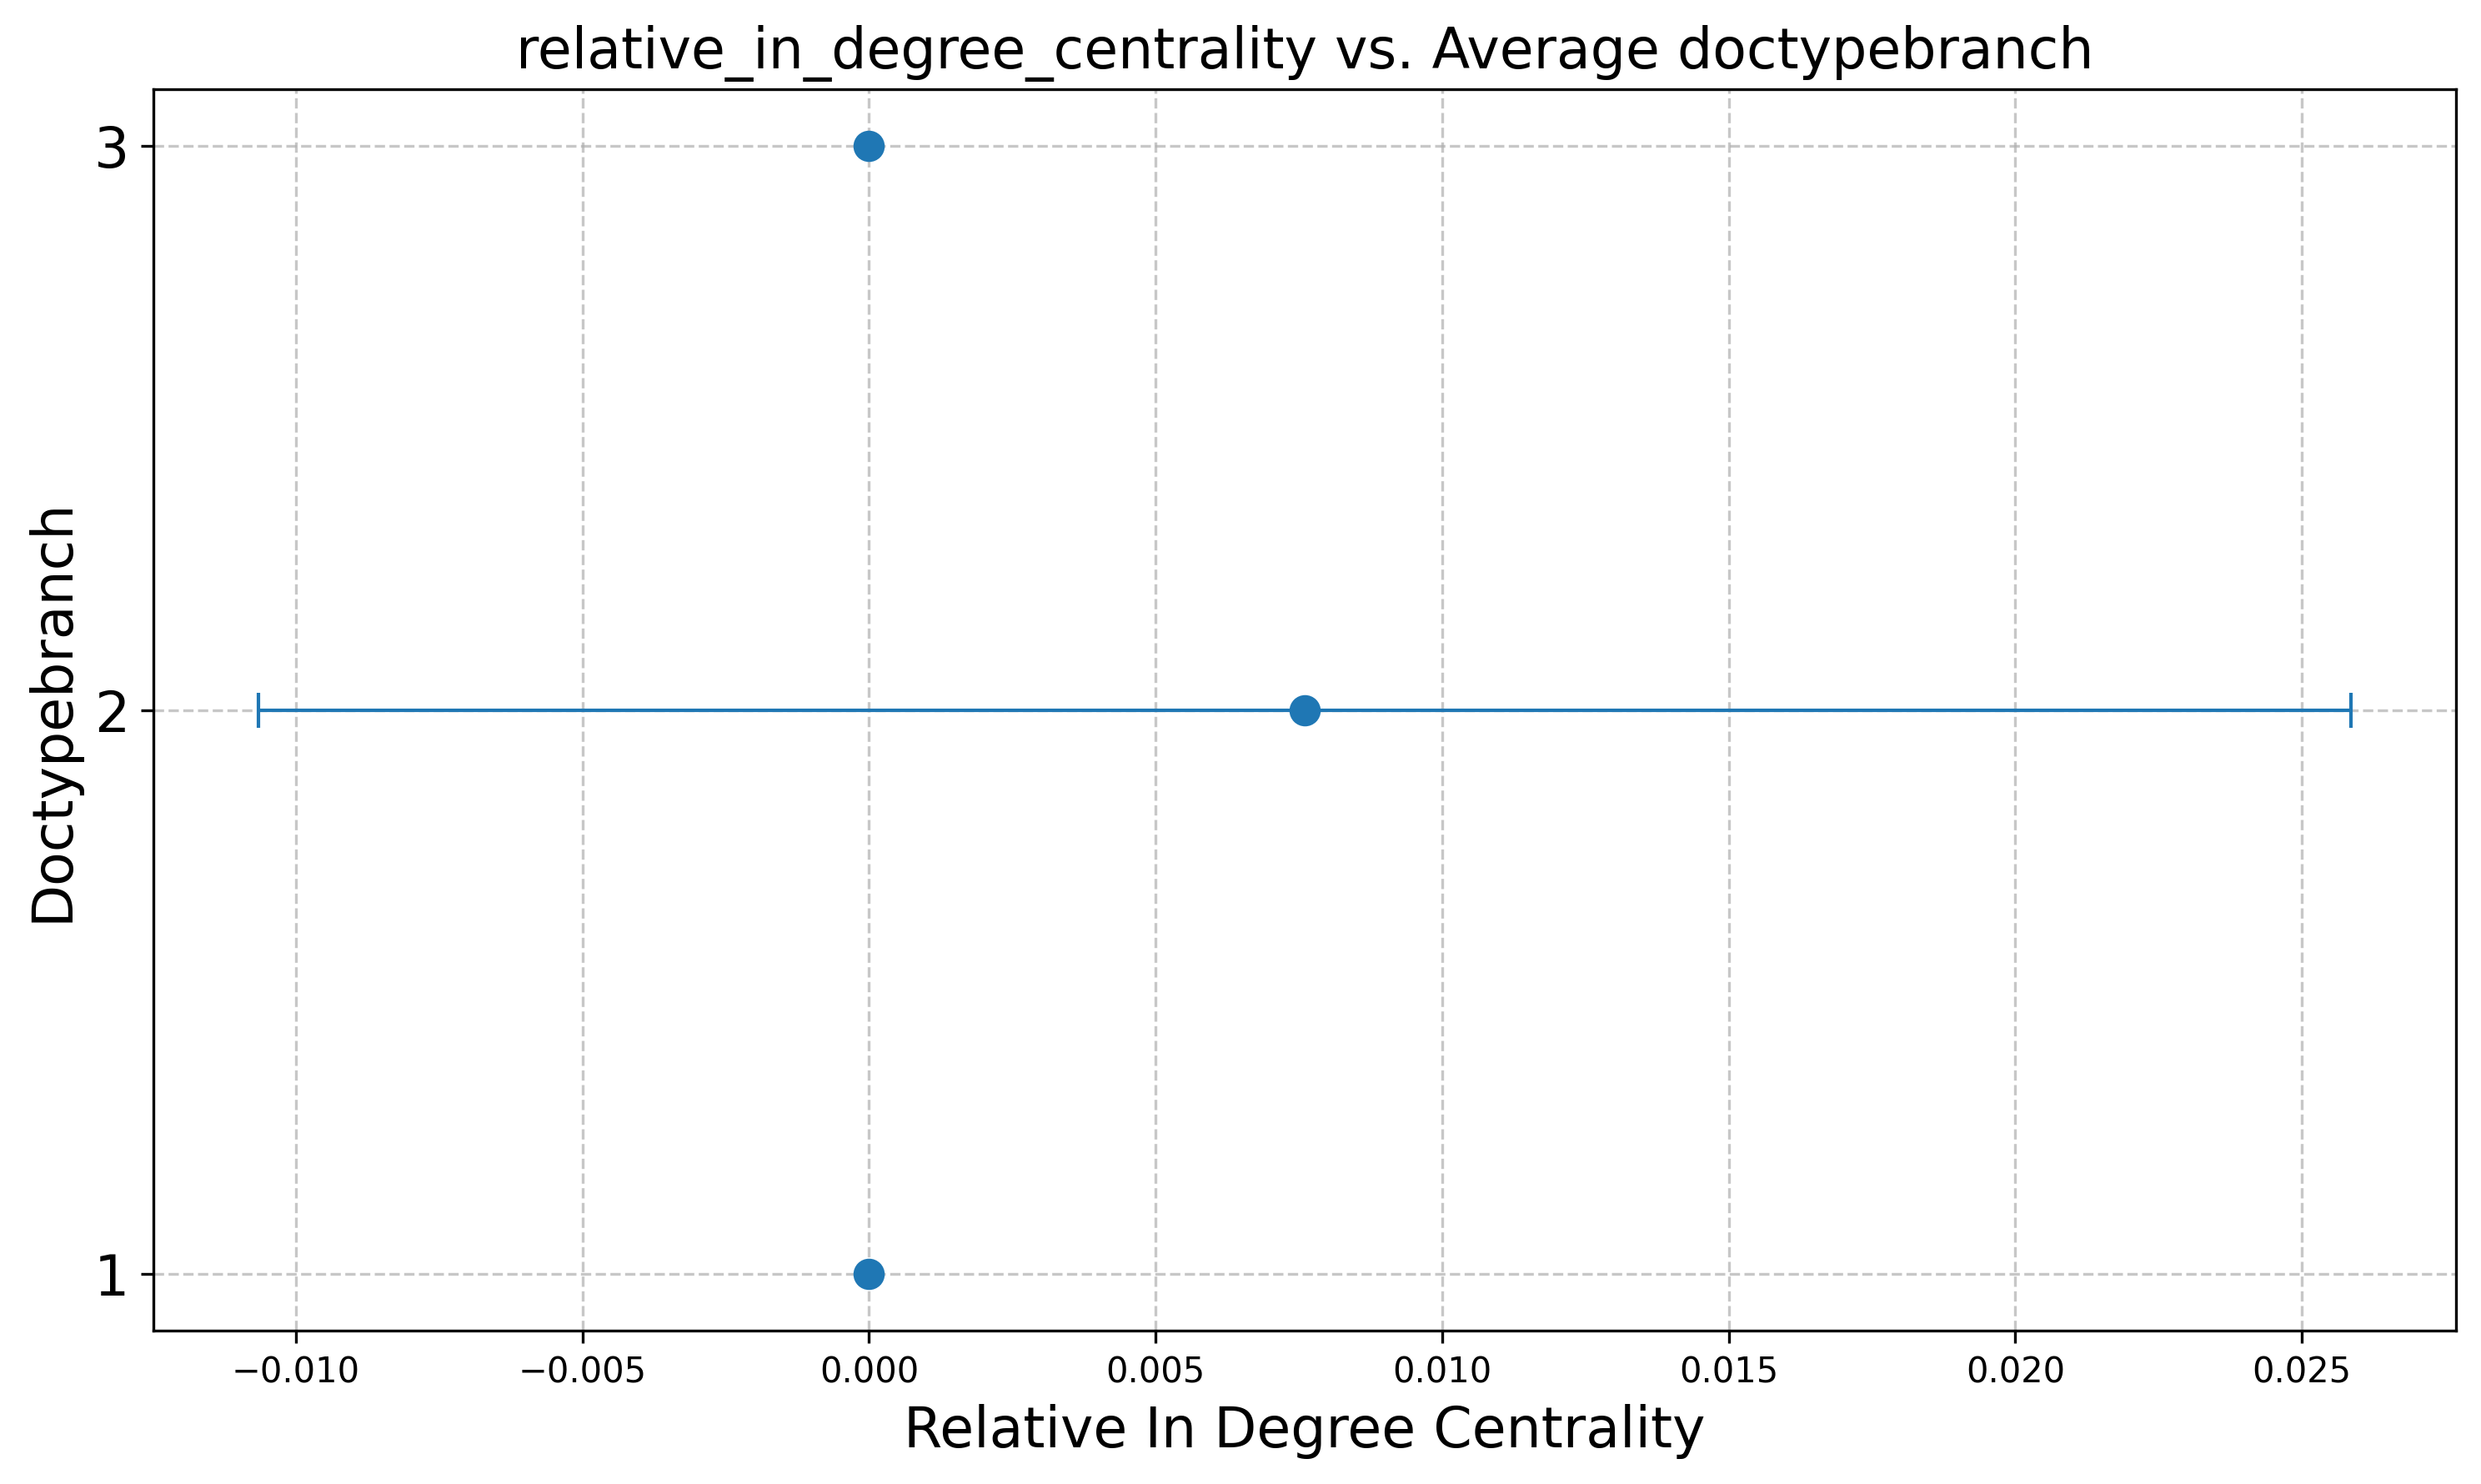 relative_in_degree_centrality vs. Average doctypebranch
3
2
1
Doctypebranch
−0.010 −0.005 0.000 0.005 0.010 0.015 0.020 0.025
Relative In Degree Centrality